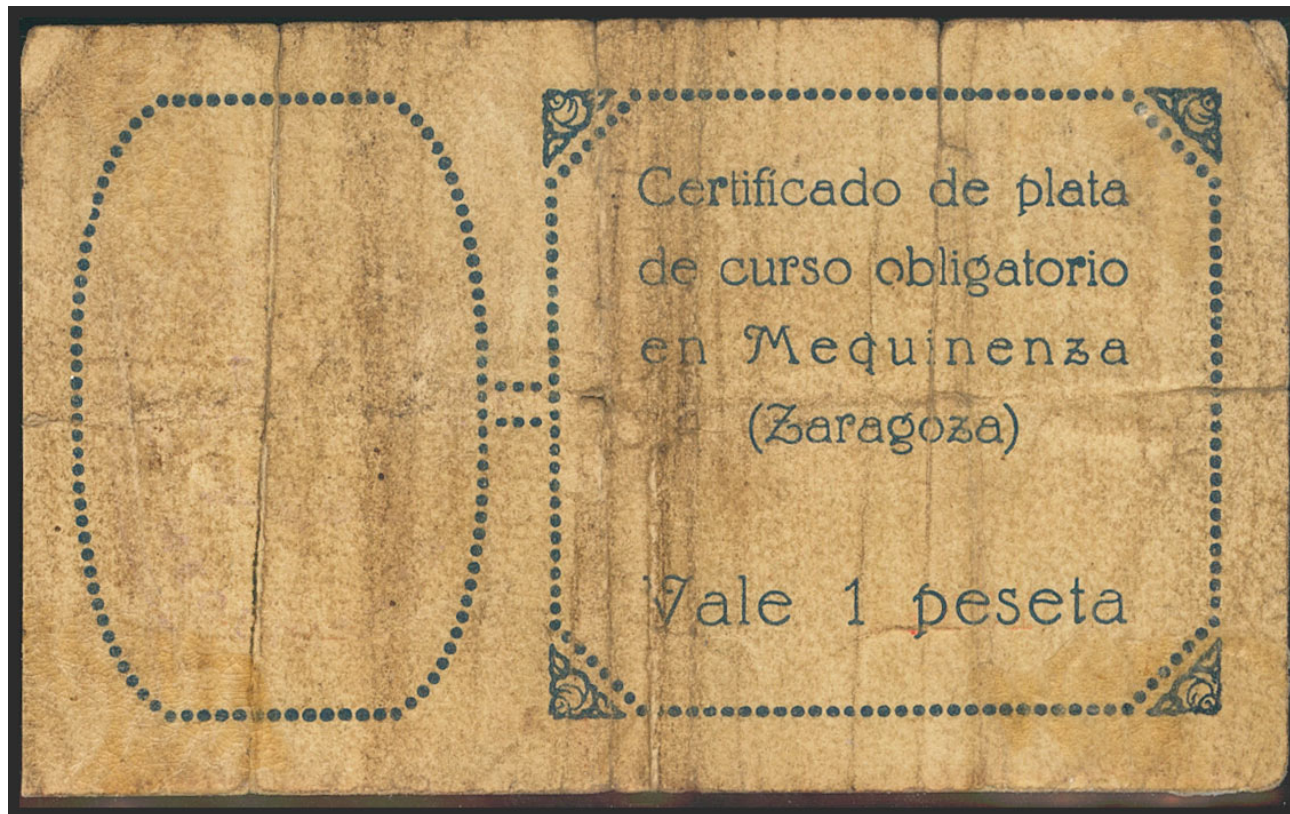 Certificado de plata
de curso obligatorio
en Mequinenza
(Zaragoza)
Vale 1 peseta